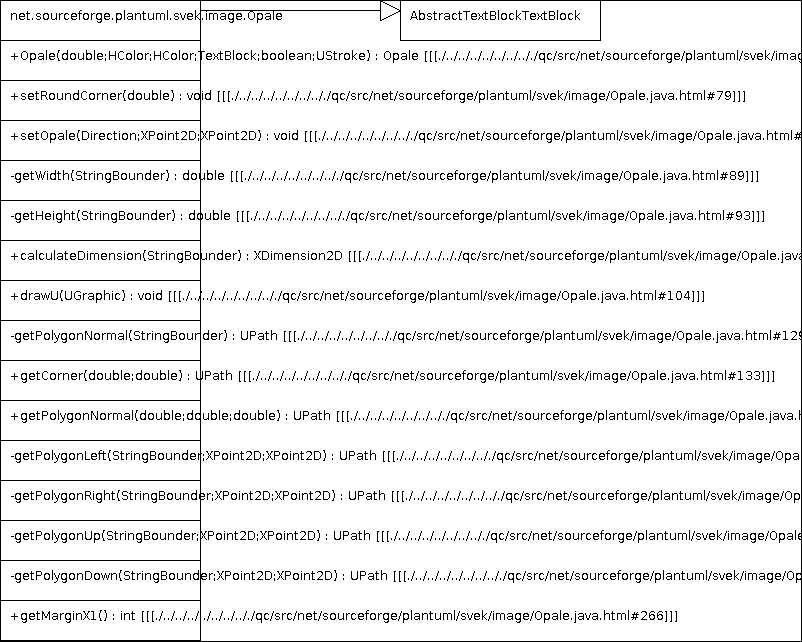 net.sourceforge.plantuml.svek.image.Opale
AbstractTextBlockTextBlock
+Opale(double;HColor;HColor;TextBlock;boolean;UStroke) : Opale [[[./../../../../../../../qc/src/net/sourceforge/plantuml/svek/imag
+setRoundCorner(double) : void [[[./../../../../../../../qc/src/net/sourceforge/plantuml/svek/image/Opale.java.html#79]]]
+setOpale(Direction;XPoint2D;XPoint2D) : void [[[./../../../../../../../qc/src/net/sourceforge/plantuml/svek/image/Opale.java.html#
-getWidth(StringBounder) : double [[[./../../../../../../../qc/src/net/sourceforge/plantuml/svek/image/Opale.java.html#89]]]
-getHeight(StringBounder) : double [[[./../../../../../../../qc/src/net/sourceforge/plantuml/svek/image/Opale.java.html#93]]]
+calculateDimension(StringBounder) : XDimension2D [[[./../../../../../../../qc/src/net/sourceforge/plantuml/svek/image/Opale.java
+drawU(UGraphic) : void [[[./../../../../../../../qc/src/net/sourceforge/plantuml/svek/image/Opale.java.html#104]]]
-getPolygonNormal(StringBounder) : UPath [[[./../../../../../../../qc/src/net/sourceforge/plantuml/svek/image/Opale.java.html#129
+getCorner(double;double) : UPath [[[./../../../../../../../qc/src/net/sourceforge/plantuml/svek/image/Opale.java.html#133]]]
+getPolygonNormal(double;double;double) : UPath [[[./../../../../../../../qc/src/net/sourceforge/plantuml/svek/image/Opale.java.h
-getPolygonLeft(StringBounder;XPoint2D;XPoint2D) : UPath [[[./../../../../../../../qc/src/net/sourceforge/plantuml/svek/image/Opa
-getPolygonRight(StringBounder;XPoint2D;XPoint2D) : UPath [[[./../../../../../../../qc/src/net/sourceforge/plantuml/svek/image/Op
-getPolygonUp(StringBounder;XPoint2D;XPoint2D) : UPath [[[./../../../../../../../qc/src/net/sourceforge/plantuml/svek/image/Opale
-getPolygonDown(StringBounder;XPoint2D;XPoint2D) : UPath [[[./../../../../../../../qc/src/net/sourceforge/plantuml/svek/image/Op
+getMarginX1() : int [[[./../../../../../../../qc/src/net/sourceforge/plantuml/svek/image/Opale.java.html#266]]]